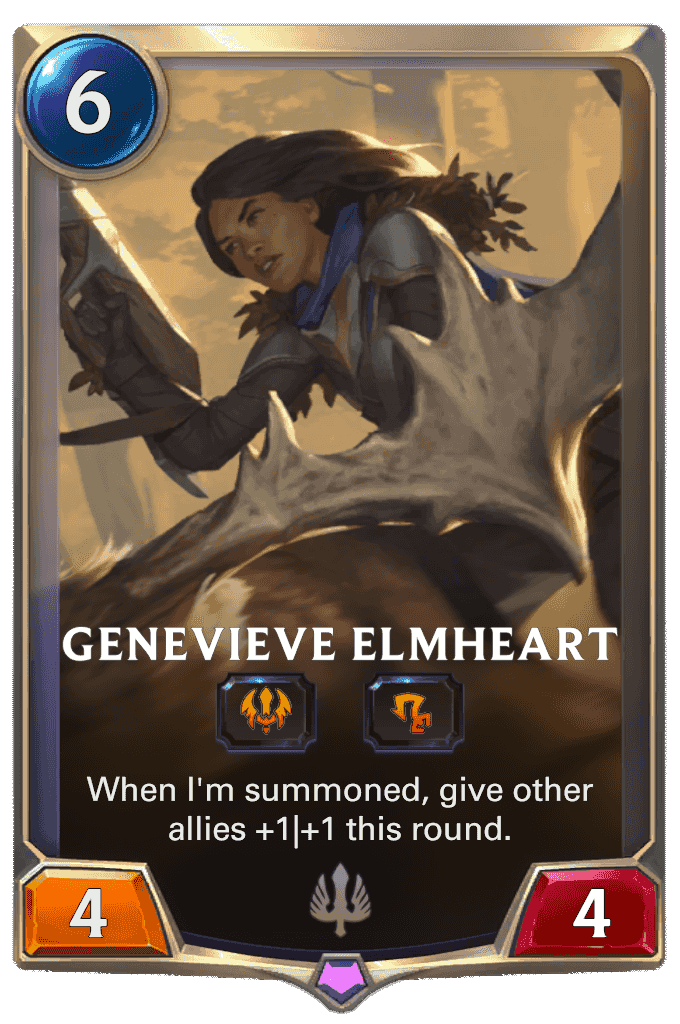 6
GENEVIEVE ELMHEART
When I'm summoned, give other
allies +1|+1 this round.
4
4